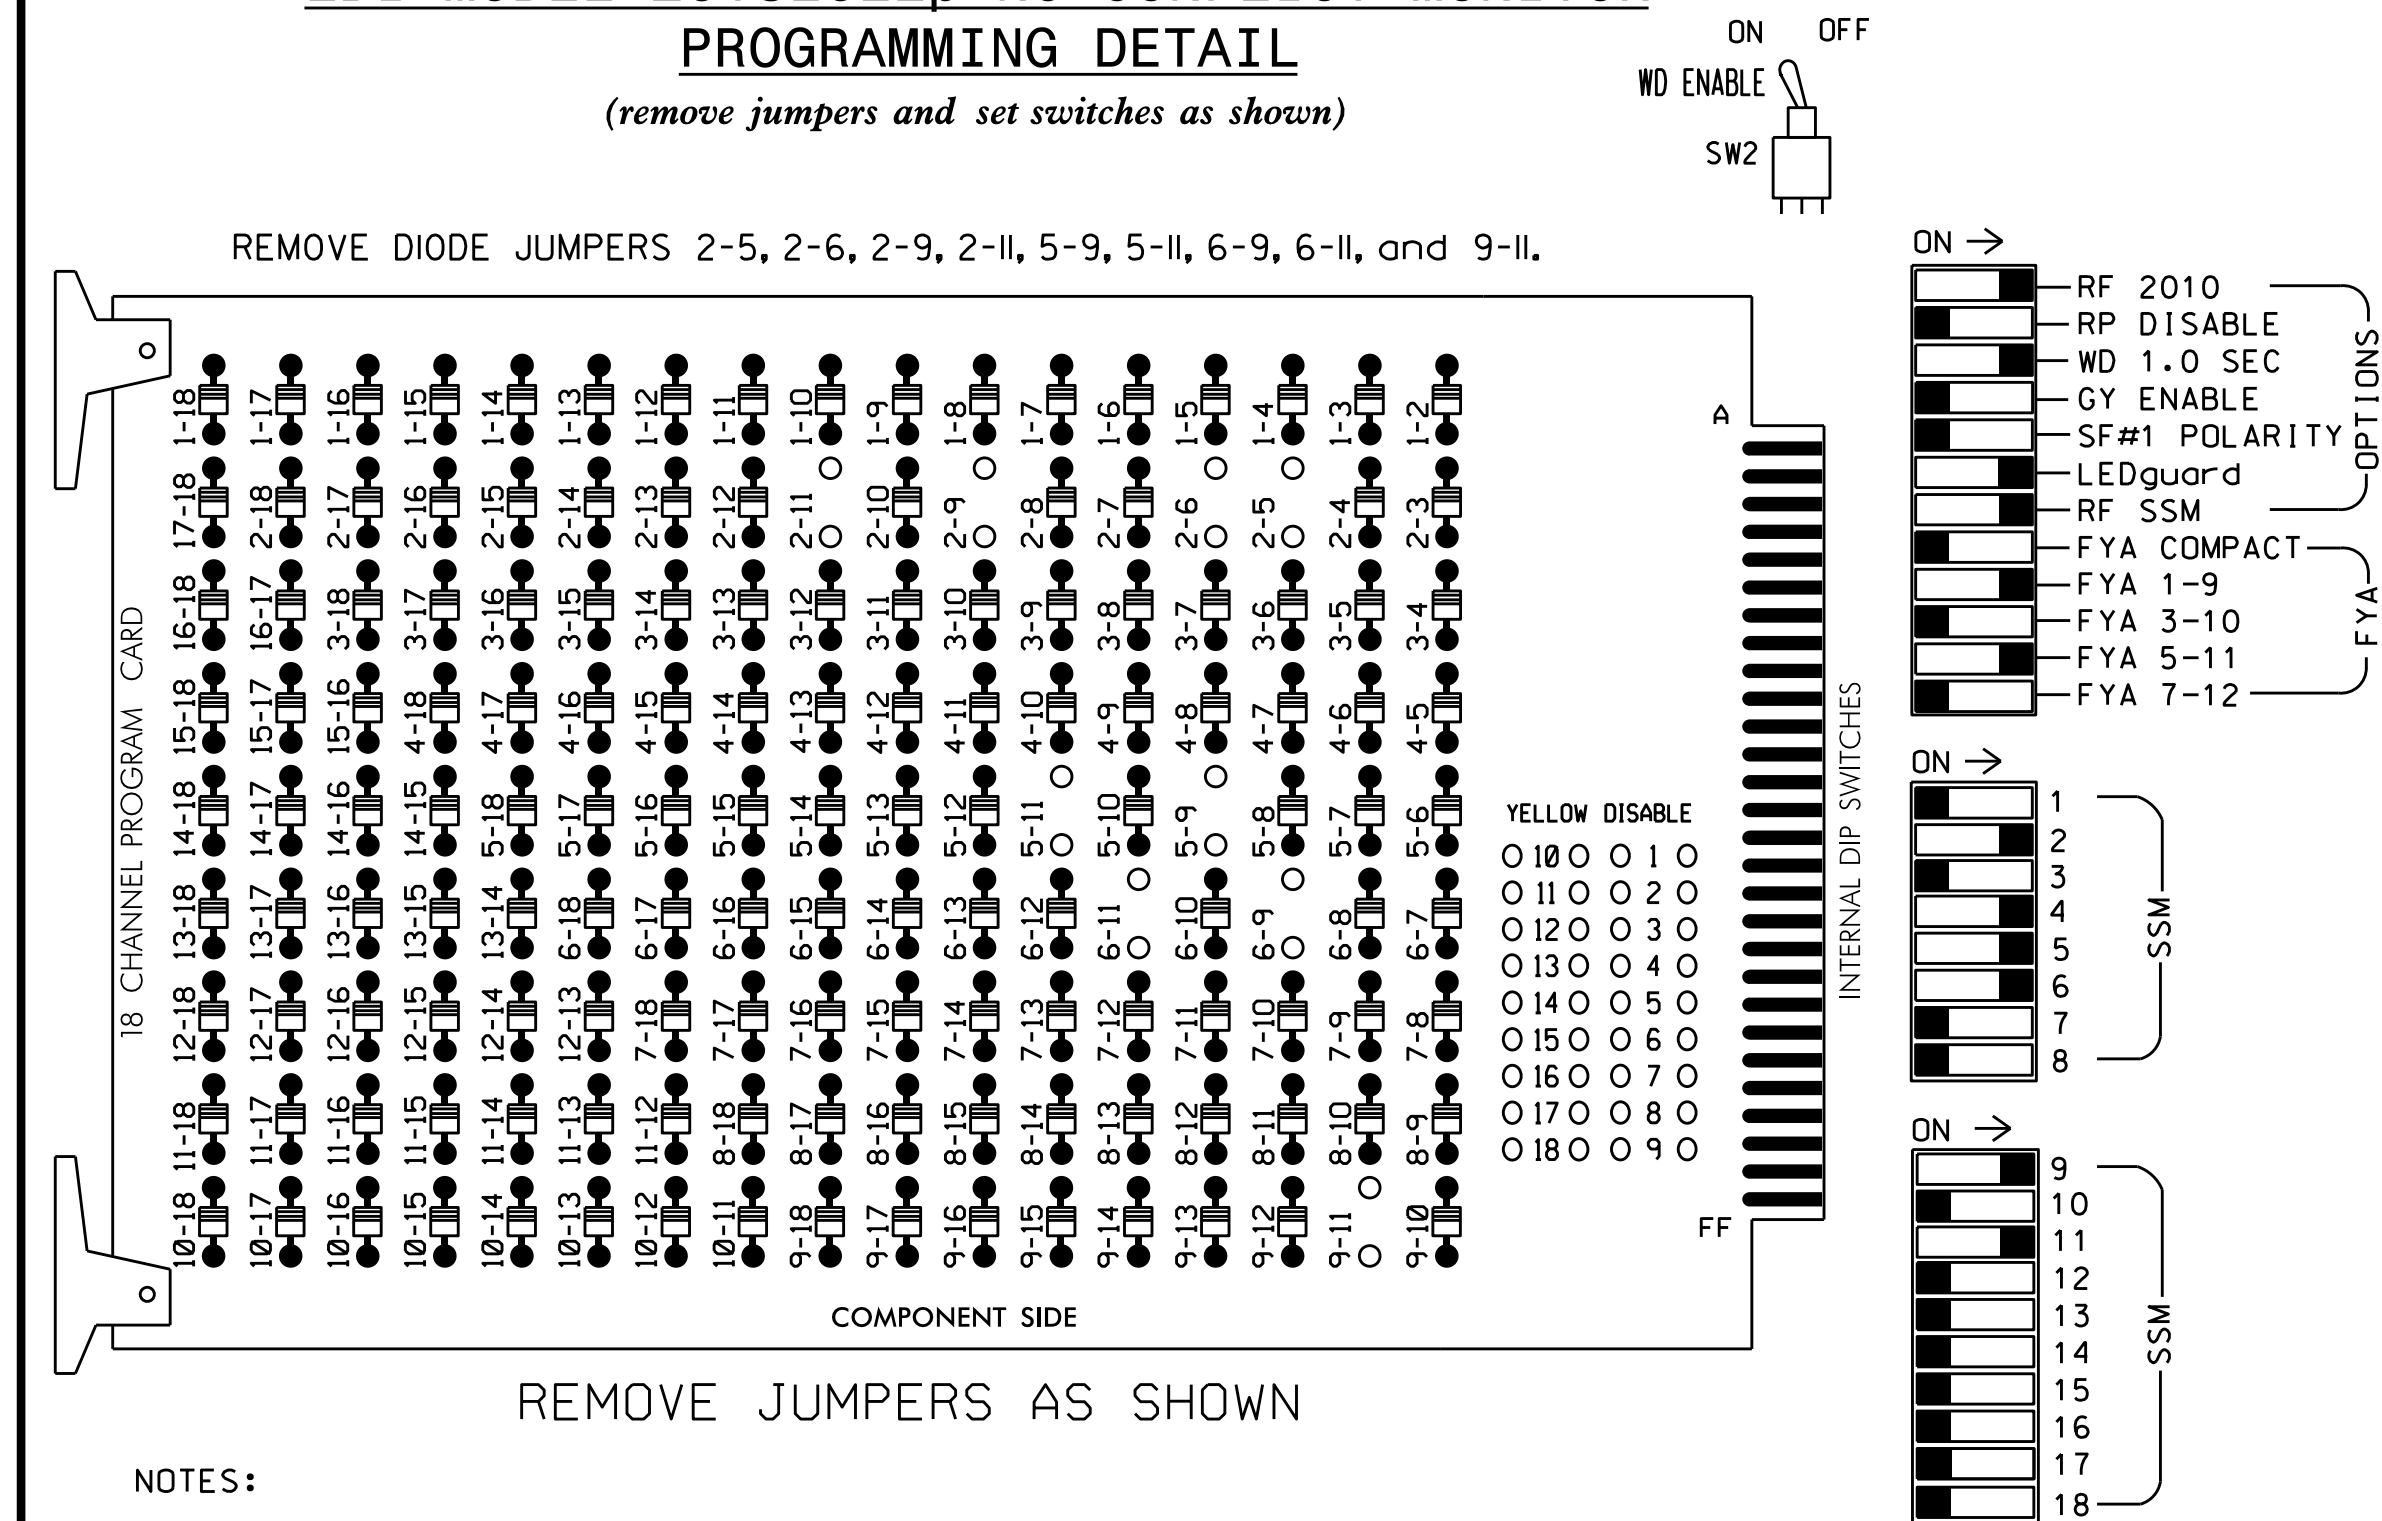 PROGRAMMING DETAIL
(remove jumpers and set switches as shown)
ON OFF
WD ENABLE
SW2
REMOVE DIODE JUMPERS 2-5, 2-6, 2-9, 2-11, 5-9, 5-11, 6-9, 6-11, and 9-11.
1-18 1-17 1-16 1-15 1-14 1-13 1-12 1-11 1-10 1-9 1-8 1-7 1-6 1-5 1-4 1-3 1-2
17-18 2-18 2-17 2-16 2-15 2-14 2-13 2-12 2-11 2-10 2-9 2-8 2-7 2-6 2-5 2-4 2-3
16-18 16-17 3-18 3-17 3-16 3-15 3-14 3-13 3-12 3-11 3-10 3-9 3-8 3-7 3-6 3-5 3-4
15-18 15-17 15-16 4-18 4-17 4-16 4-15 4-14 4-13 4-12 4-11 4-10 4-9 4-8 4-7 4-6 4-5
14-18 14-17 14-16 14-15 5-18 5-17 5-16 5-15 5-14 5-13 5-12 5-11 5-10 5-9 5-8 5-7 5-6
13-18 13-17 13-16 13-15 13-14 6-18 6-17 6-16 6-15 6-14 6-13 6-12 6-11 6-10 6-9 6-8 6-7
12-18 12-17 12-16 12-15 12-14 12-13 7-18 7-17 7-16 7-15 7-14 7-13 7-12 7-11 7-10 7-9 7-8
11-18 11-17 11-16 11-15 11-14 11-13 11-12 8-18 8-17 8-16 8-15 8-14 8-13 8-12 8-11 8-10 8-9
10-18 10-17 10-16 10-15 10-14 10-13 10-12 10-11 9-18 9-17 9-16 9-15 9-14 9-13 9-12 9-11 9-10
18 CHANNEL PROGRAM CARD
A
FF
YELLOW DISABLE
10 1
11 2
12 3
13 4
14 5
15 6
16 7
17 8
18 9
COMPONENT SIDE
INTERNAL DIP SWITCHES
ON
RF 2010
RP DISABLE
WD 1.0 SEC
GY ENABLE
SF#1 POLARITY
LEDguard
RF SSM
OPTIONS
FYA COMPACT
FYA 1-9
FYA 3-10
FYA 5-11
FYA 7-12
FYA
ON
1
2
3
4
5
6
7
8
SSM
ON
9
10
11
12
13
14
15
16
17
18
SSM
REMOVE JUMPERS AS SHOWN
NOTES: